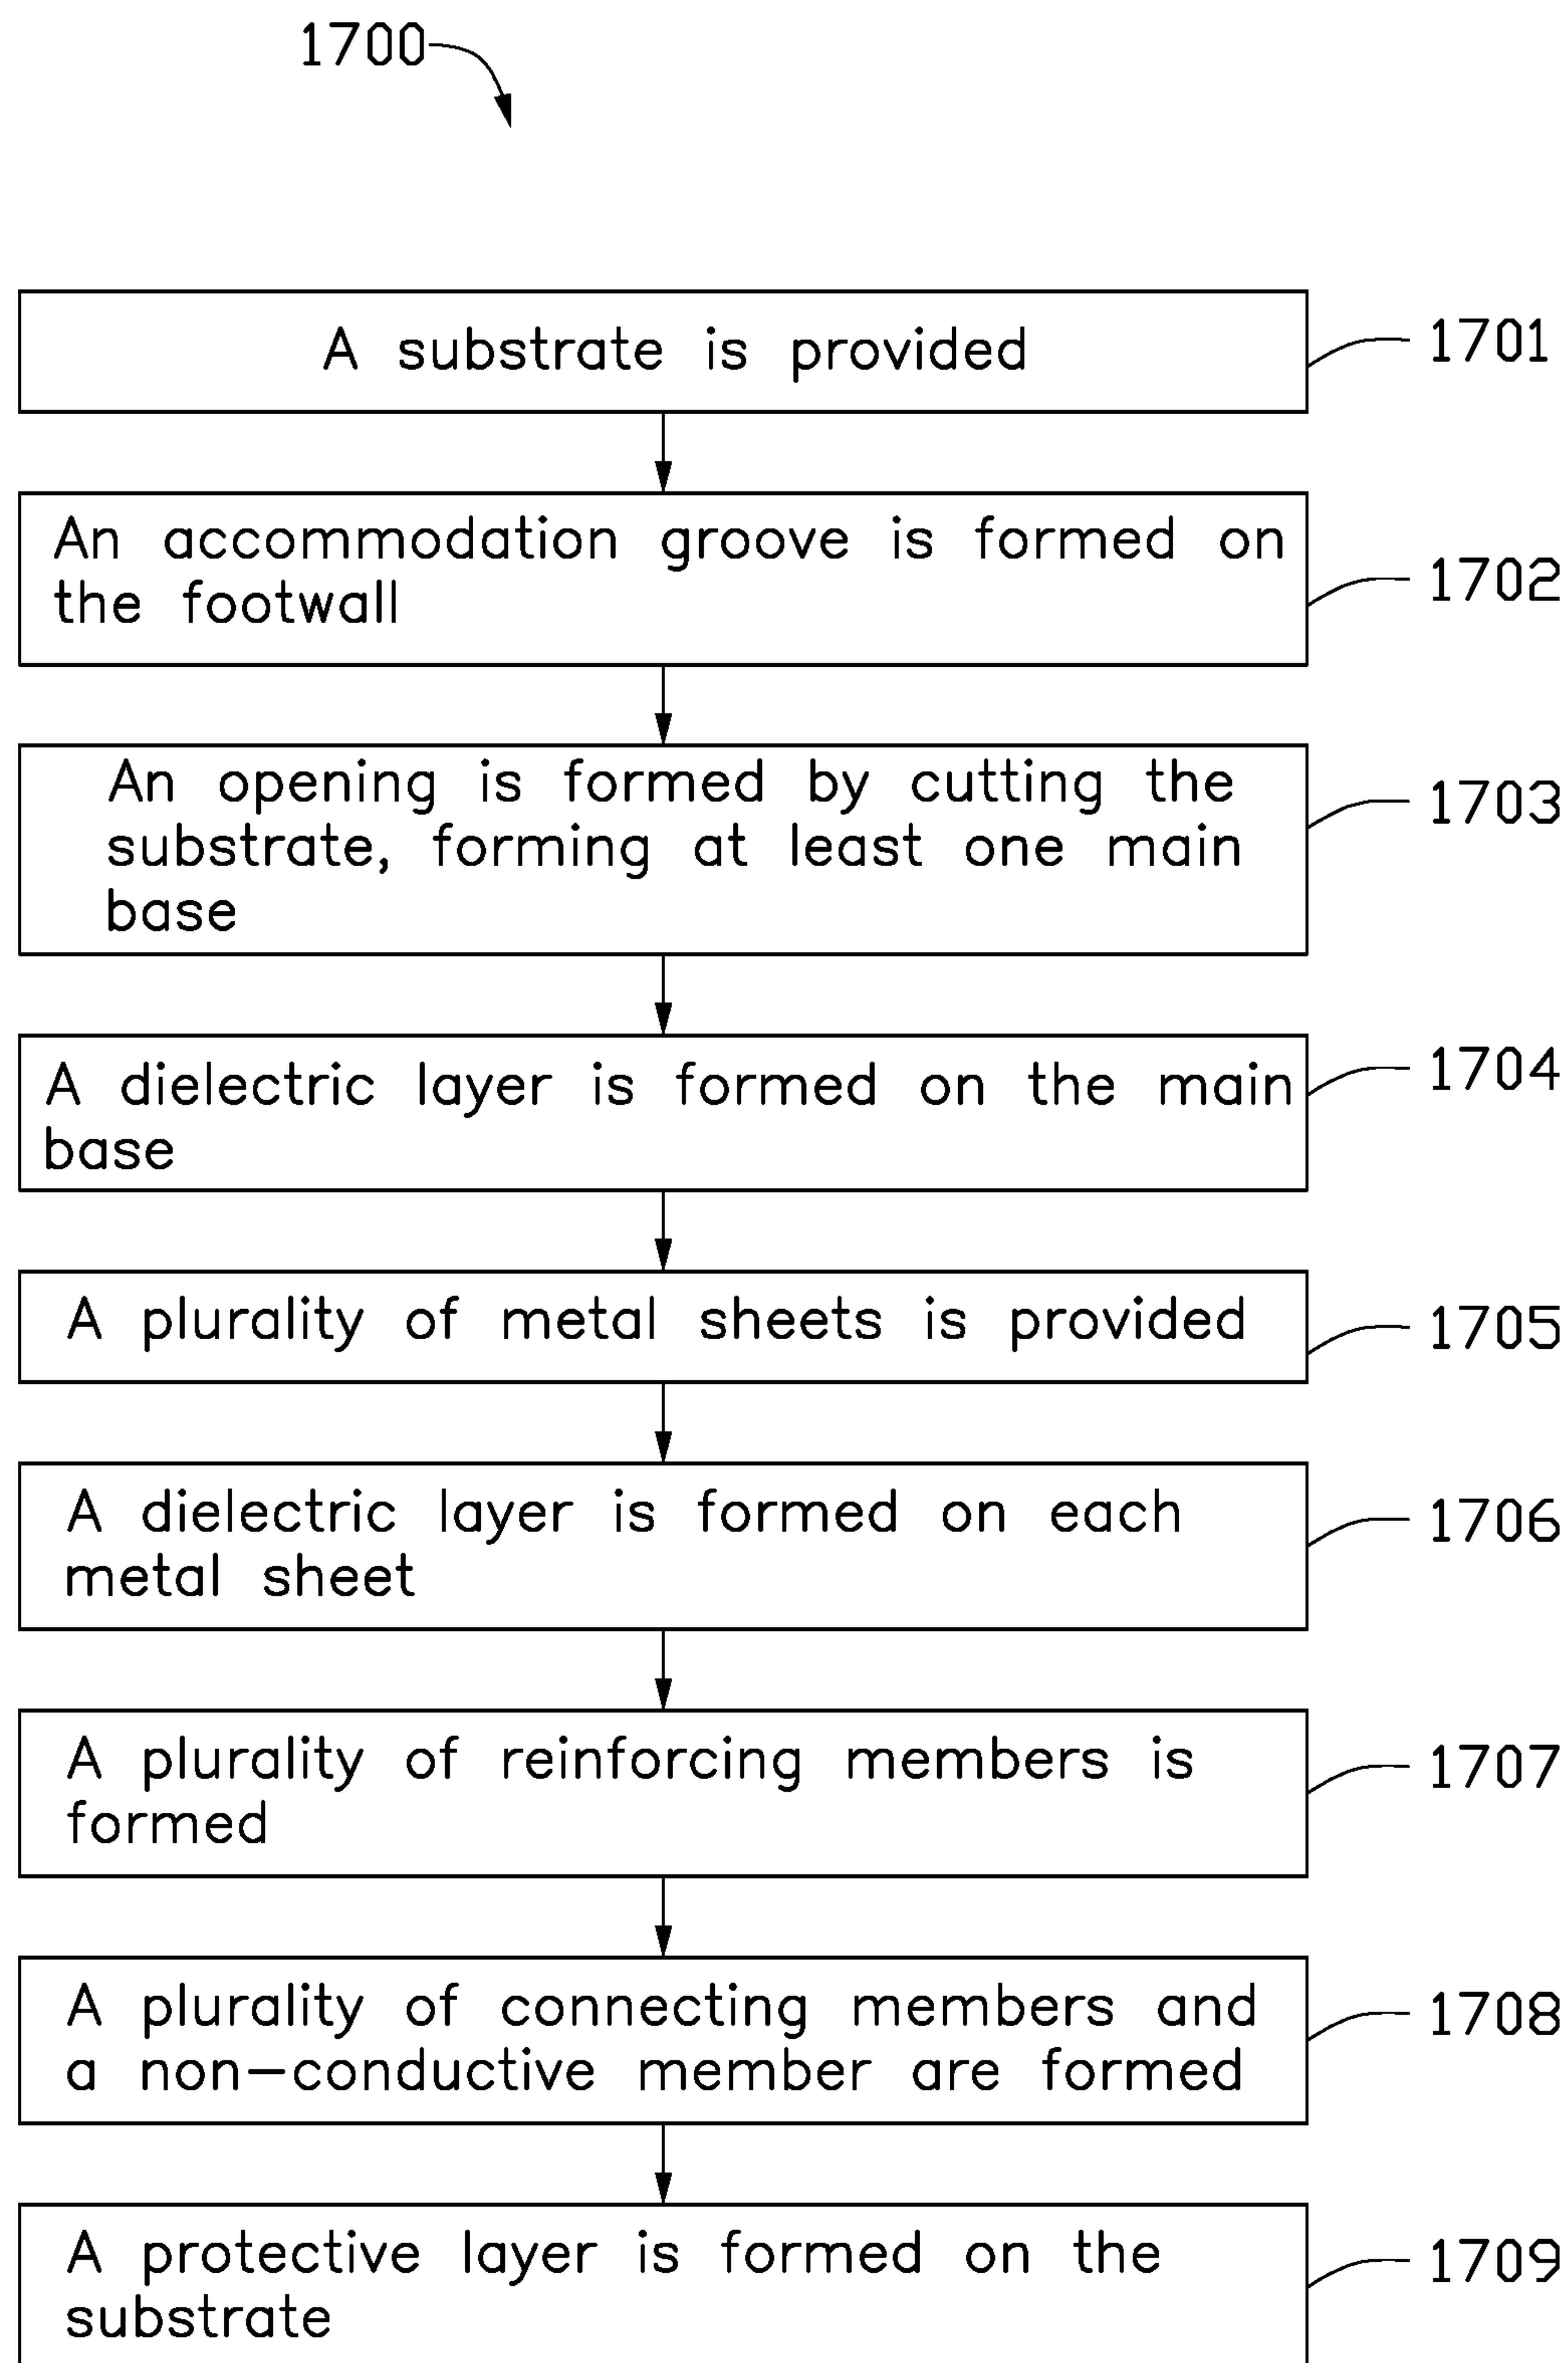 1700
A substrate is provided
1701
An accommodation groove is formed on
the footwall
1702
An opening is formed by cutting the
substrate, forming at least one main
base
1703
A dielectric layer is formed on the main
base
1704
A plurality of metal sheets is provided
1705
A dielectric layer is formed on each
metal sheet
1706
A plurality of reinforcing members is
formed
1707
A plurality of connecting members and
a non-conductive member are formed
1708
A protective layer is formed on the
substrate
1709